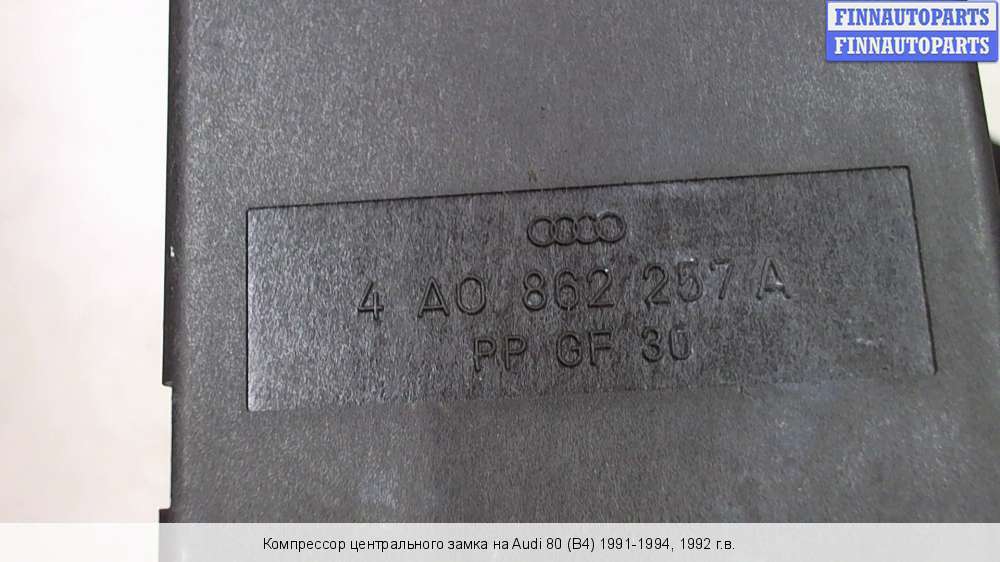 FINNAUTOPARTS
FINNAUTOPARTS
4 A0 862 257 A
PP GF 30
Компрессор центрального замка на Audi 80 (B4) 1991-1994, 1992 г.в.